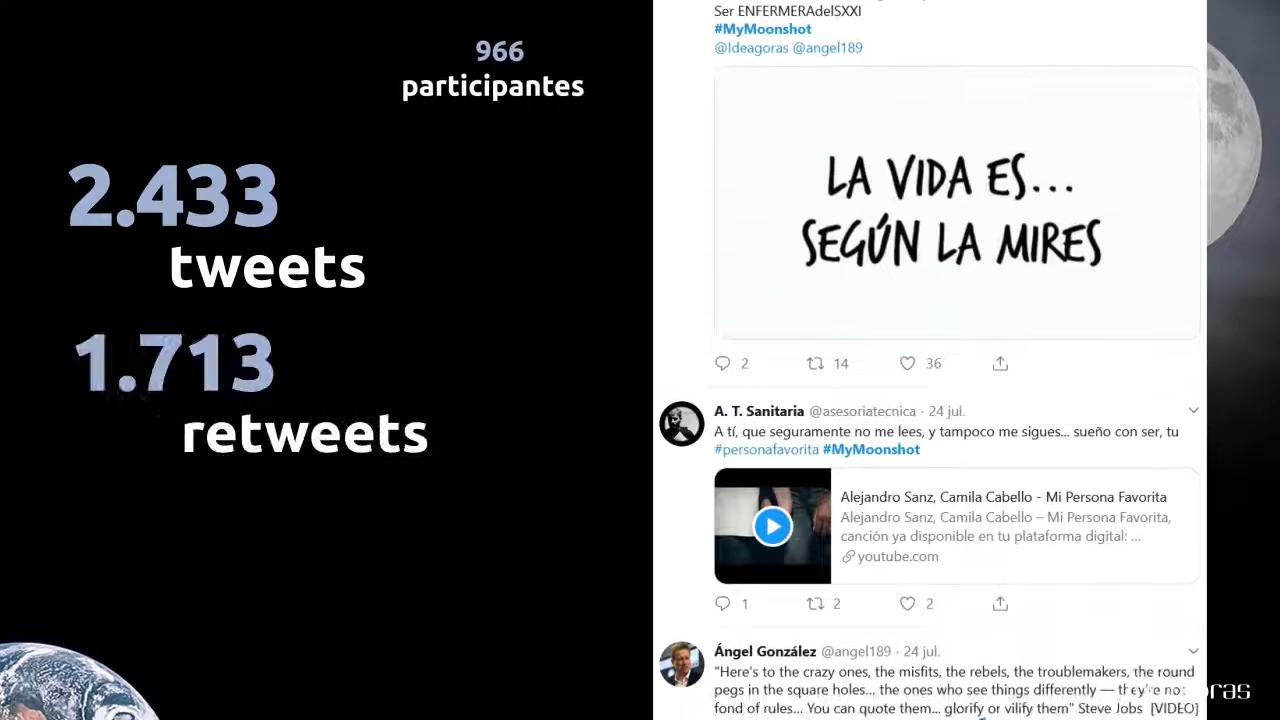 966
participantes
2.433
tweets
1.713
retweets
Ser ENFERMERAdelSXXI
#MyMoonshot
@Ideagoras @angel189
LA VIDA ES...
SEGÚN LA MIRES
2 14 36
A. T. Sanitaria @asesoriatecnica · 24 jul.
A tí, que seguramente no me lees, y tampoco me sigues... sueño con ser, tu
#personafavorita #MyMoonshot
Alejandro Sanz, Camila Cabello - Mi Persona Favorita
Alejandro Sanz, Camila Cabello – Mi Persona Favorita,
canción ya disponible en tu plataforma digital: ...
youtube.com
1 2 2
Ángel González @angel189 · 24 jul.
"Here's to the crazy ones, the misfits, the rebels, the troublemakers, the round
pegs in the square holes... the ones who see things differently — they're not
fond of rules... You can quote them... glorify or vilify them" Steve Jobs [VIDEO]